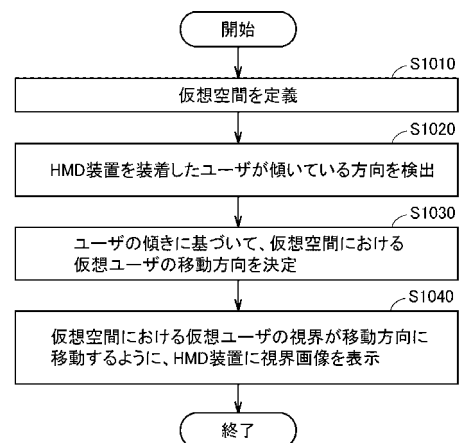 開始
S1010
仮想空間を定義
S1020
HMD装置を装着したユーザが傾いている方向を検出
S1030
ユーザの傾きに基づいて、仮想空間における
仮想ユーザの移動方向を決定
S1040
仮想空間における仮想ユーザの視界が移動方向に
移動するように、HMD装置に視界画像を表示
終了